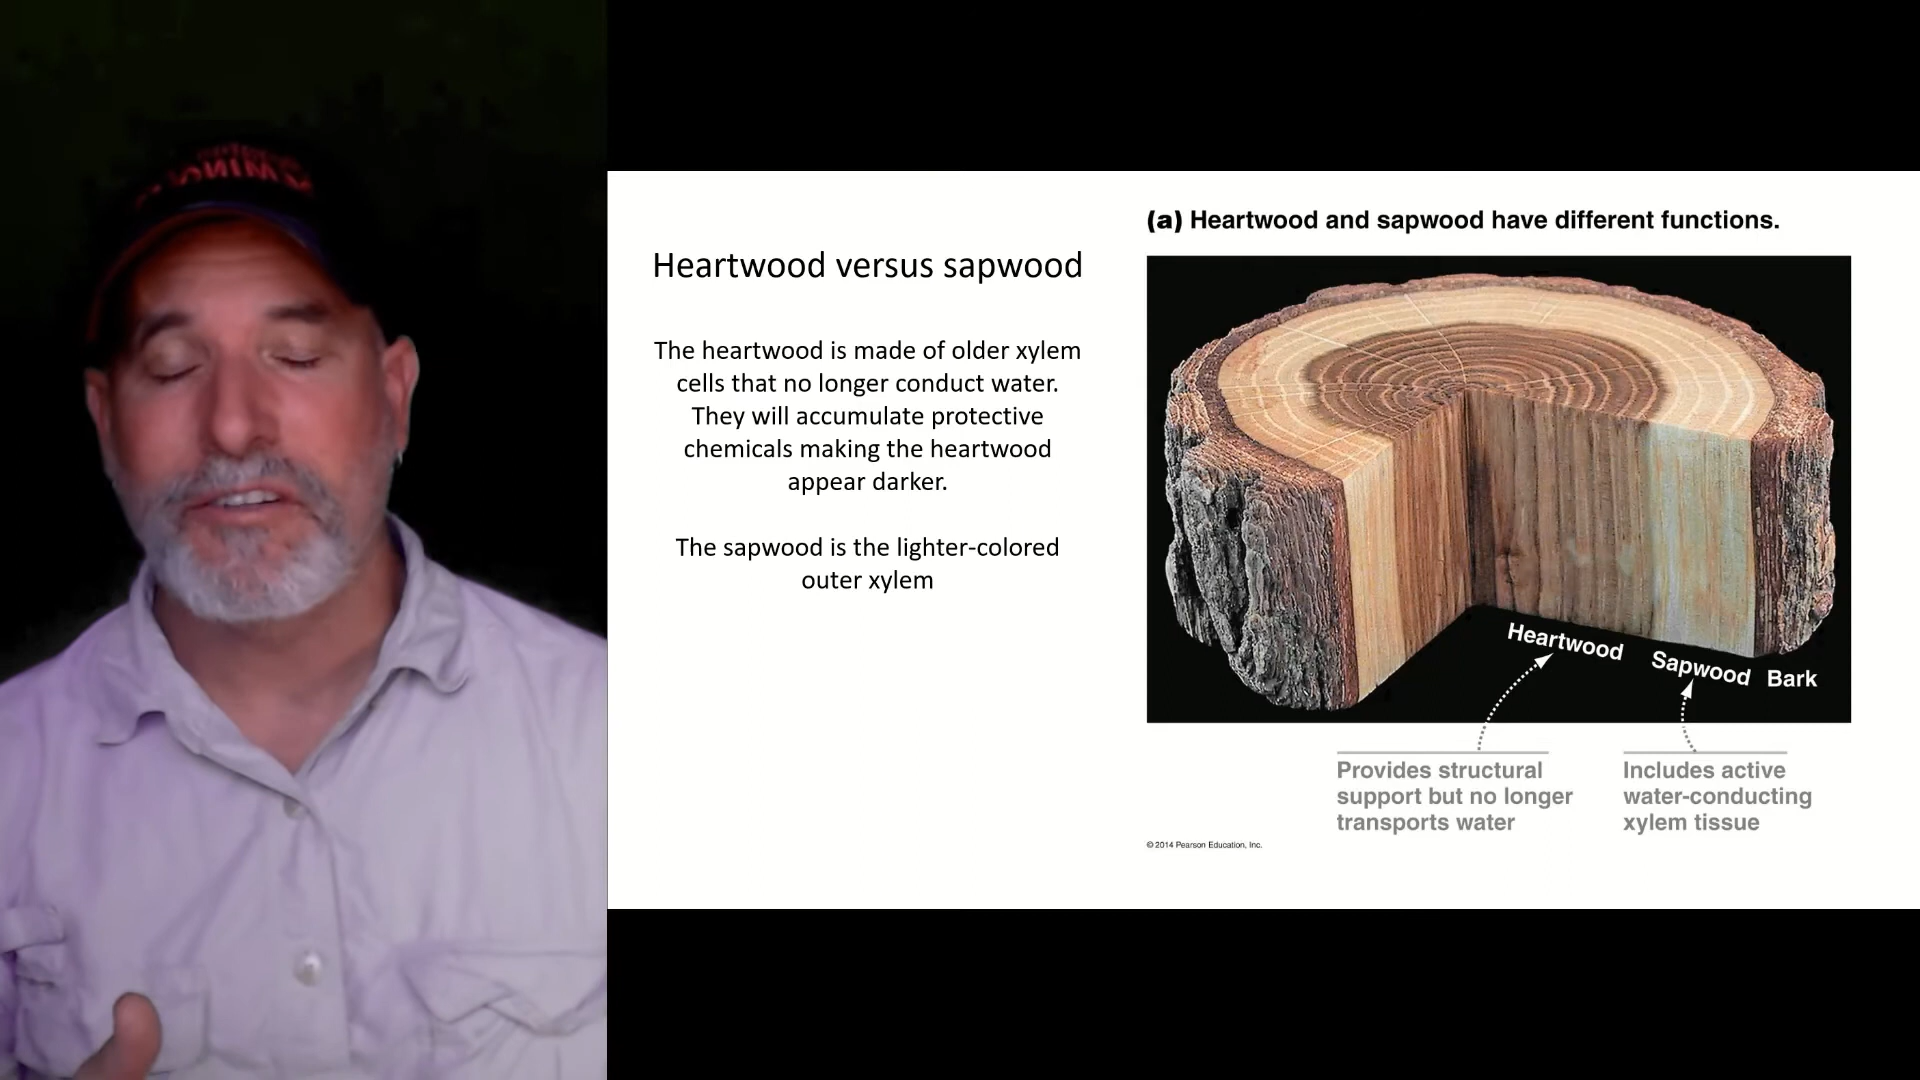 Heartwood versus sapwood
The heartwood is made of older xylem
cells that no longer conduct water.
They will accumulate protective
chemicals making the heartwood
appear darker.
The sapwood is the lighter-colored
outer xylem
(a) Heartwood and sapwood have different functions.
Heartwood
Sapwood
Bark
Provides structural
support but no longer
transports water
Includes active
water-conducting
xylem tissue
© 2014 Pearson Education, Inc.